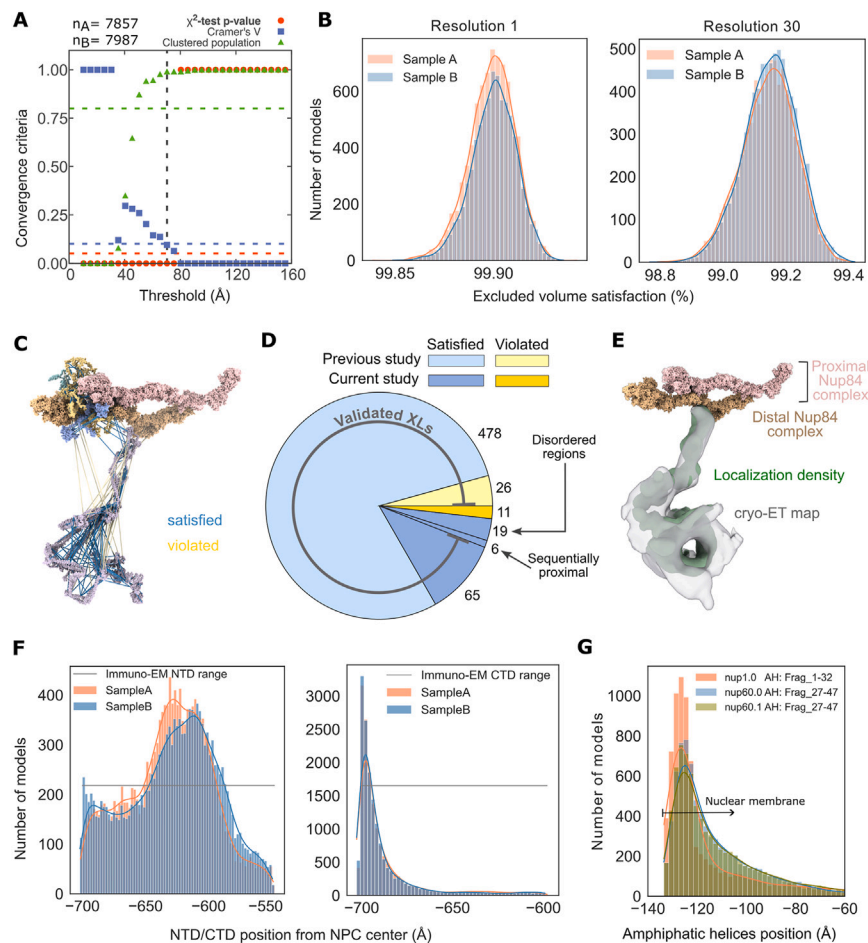 A
n_A= 7857
n_B= 7987
χ²-test p-value
Cramer's V
Clustered population
Convergence criteria
1.00
0.75
0.50
0.25
0.00
0
40
80
120
160
Threshold (Å)
B
Resolution 1
Sample A
Sample B
Number of models
600
400
200
0
99.85
99.90
Resolution 30
Sample A
Sample B
500
400
300
200
100
0
98.8
99.0
99.2
99.4
Excluded volume satisfaction (%)
C
satisfied
violated
D
Satisfied
Violated
Previous study
Current study
Validated XLs
478
26
11
19
6
65
Disordered
regions
Sequentially
proximal
E
Proximal
Nup84
complex
Distal Nup84
complex
Localization density
cryo-ET map
F
Immuno-EM NTD range
SampleA
SampleB
Number of models
400
300
200
100
0
−700
−650
−600
−550
Immuno-EM CTD range
SampleA
SampleB
3000
2500
2000
1500
1000
500
0
−700
−650
−600
NTD/CTD position from NPC center (Å)
G
nup1.0 AH: Frag_1-32
nup60.0 AH: Frag_27-47
nup60.1 AH: Frag_27-47
Nuclear membrane
Number of models
1000
800
600
400
200
0
−140
−120
−100
−80
−60
Amphiphatic helices position (Å)